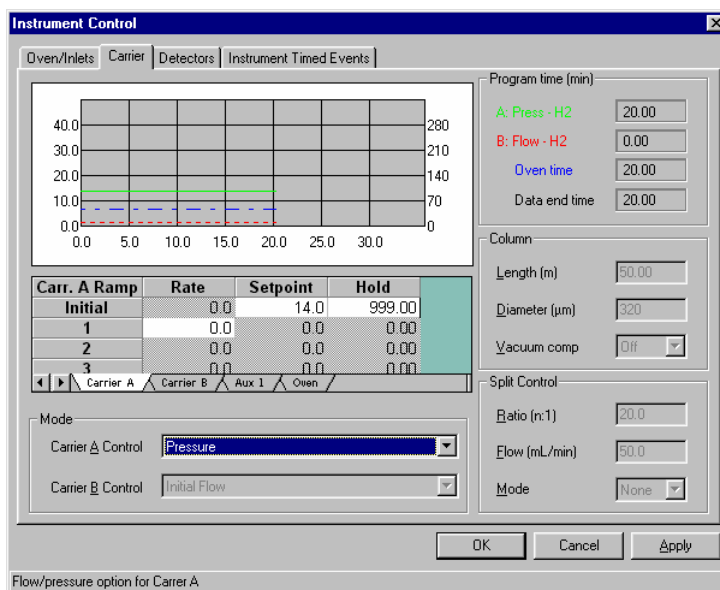 Instrument Control
Oven/Inlets Carrier Detectors Instrument Timed Events
40.0 280
30.0 210
20.0 140
10.0 70
0.0 0
0.0 5.0 10.0 15.0 20.0 25.0 30.0
Carr. A Ramp Rate Setpoint Hold
Initial 0.0 14.0 999.00
1 0.0 0.0 0.00
2 0.0 0.0 0.00
3 0.0 0.0 0.00
Carrier A Carrier B Aux 1 Oven
Mode
Carrier A Control Pressure
Carrier B Control Initial Flow
Program time (min)
A: Press - H2 20.00
B: Flow - H2 0.00
Oven time 20.00
Data end time 20.00
Column
Length (m) 50.00
Diameter (µm) 320
Vacuum comp Off
Split Control
Ratio (n:1) 20.0
Flow (mL/min) 50.0
Mode None
OK Cancel Apply
Flow/pressure option for Carrer A